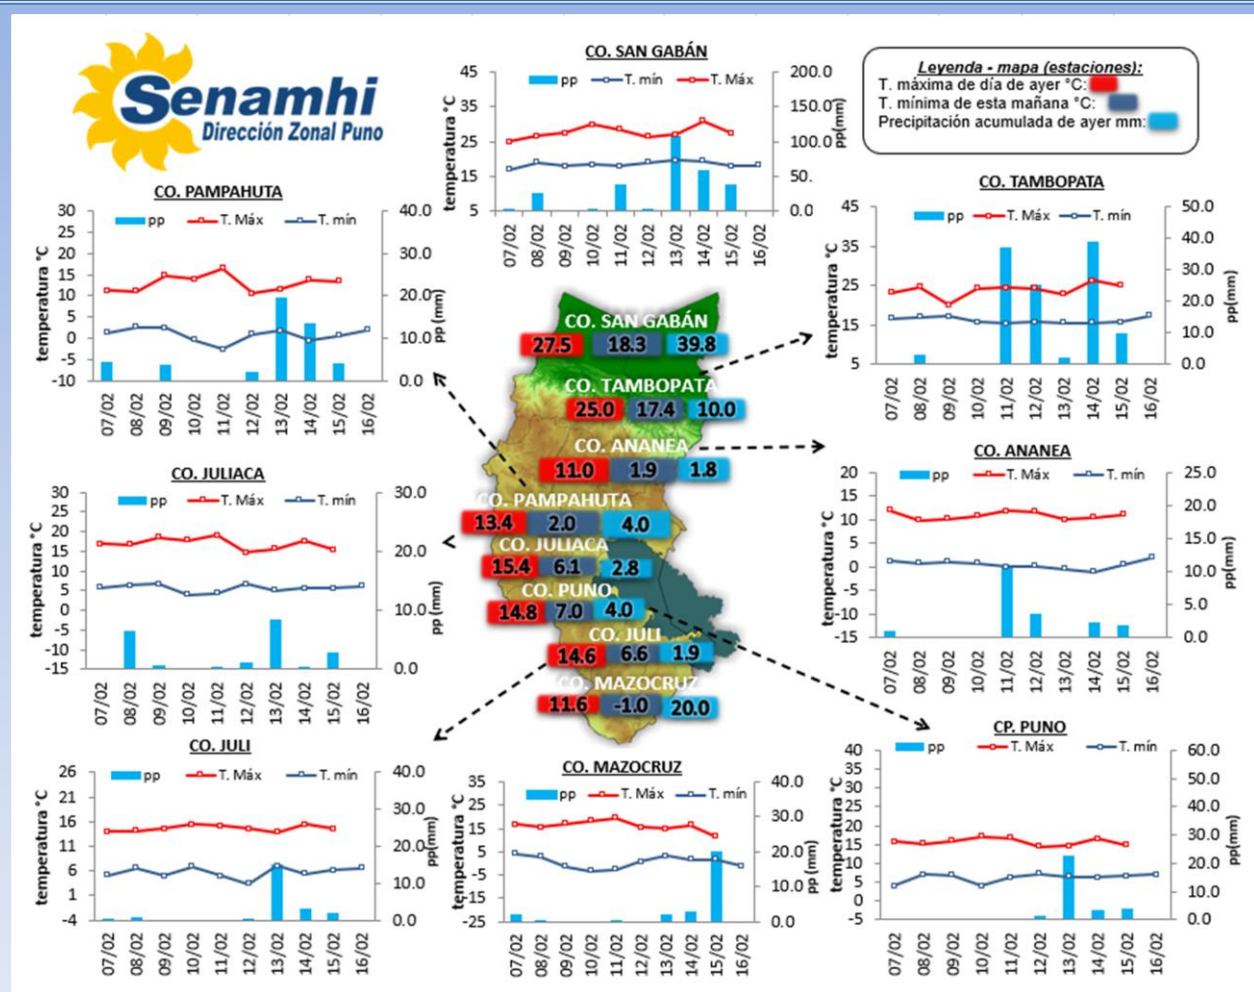 Senamhi
Dirección Zonal Puno
CO. SAN GABÁN
45
35
25
15
5
temperatura °C
pp
T. mín
T. Máx
200.0
150.0
100.0
50.
0.0
pp(mm)
07/02
08/02
09/02
10/02
11/02
12/02
13/02
14/02
15/02
16/02
Leyenda - mapa (estaciones):
T. máxima de día de ayer °C:
T. mínima de esta mañana °C:
Precipitación acumulada de ayer mm:
CO. PAMPAHUTA
30
25
20
15
10
5
0
-5
-10
temperatura °C
pp
T. Máx
T. mín
40.0
30.0
20.0
10.0
0.0
pp (mm)
07/02
08/02
09/02
10/02
11/02
12/02
13/02
14/02
15/02
16/02
CO. TAMBOPATA
45
35
25
15
5
temperatura °C
pp
T. Máx
T. mín
50.0
40.0
30.0
20.0
10.0
0.0
pp(mm)
07/02
08/02
09/02
10/02
11/02
12/02
13/02
14/02
15/02
16/02
CO. SAN GABÁN
27.5 18.3 39.8
CO. TAMBOPATA
25.0 17.4 10.0
CO. ANANEA
11.0 1.9 1.8
CO. PAMPAHUTA
13.4 2.0 4.0
CO. JULIACA
15.4 6.1 2.8
CO. PUNO
14.8 7.0 4.0
CO. JULI
14.6 6.6 1.9
CO. MAZOCRUZ
11.6 -1.0 20.0
CO. JULIACA
30
25
20
15
10
5
0
-5
-10
-15
temperatura °C
pp
T. Máx
T. mín
30.0
20.0
10.0
0.0
pp (mm)
07/02
08/02
09/02
10/02
11/02
12/02
13/02
14/02
15/02
16/02
CO. ANANEA
20
15
10
5
0
-5
-10
-15
temperatura °C
pp
T. Máx
T. mín
25.0
20.0
15.0
10.0
5.0
0.0
pp(mm)
07/02
08/02
09/02
10/02
11/02
12/02
13/02
14/02
15/02
16/02
CO. JULI
26
21
16
11
6
1
-4
temperatura °C
pp
T. Máx
T. mín
40.0
30.0
20.0
10.0
0.0
pp(mm)
07/02
08/02
09/02
10/02
11/02
12/02
13/02
14/02
15/02
16/02
CO. MAZOCRUZ
35
25
15
5
-5
-15
-25
temperatura °C
pp
T. Máx
T. mín
40.0
30.0
20.0
10.0
0.0
pp (mm)
07/02
08/02
09/02
10/02
11/02
12/02
13/02
14/02
15/02
16/02
CP. PUNO
40
35
30
25
20
15
10
5
0
-5
temperatura °C
pp
T. Máx
T. mín
60.0
50.0
40.0
30.0
20.0
10.0
0.0
pp(mm)
07/02
08/02
09/02
10/02
11/02
12/02
13/02
14/02
15/02
16/02